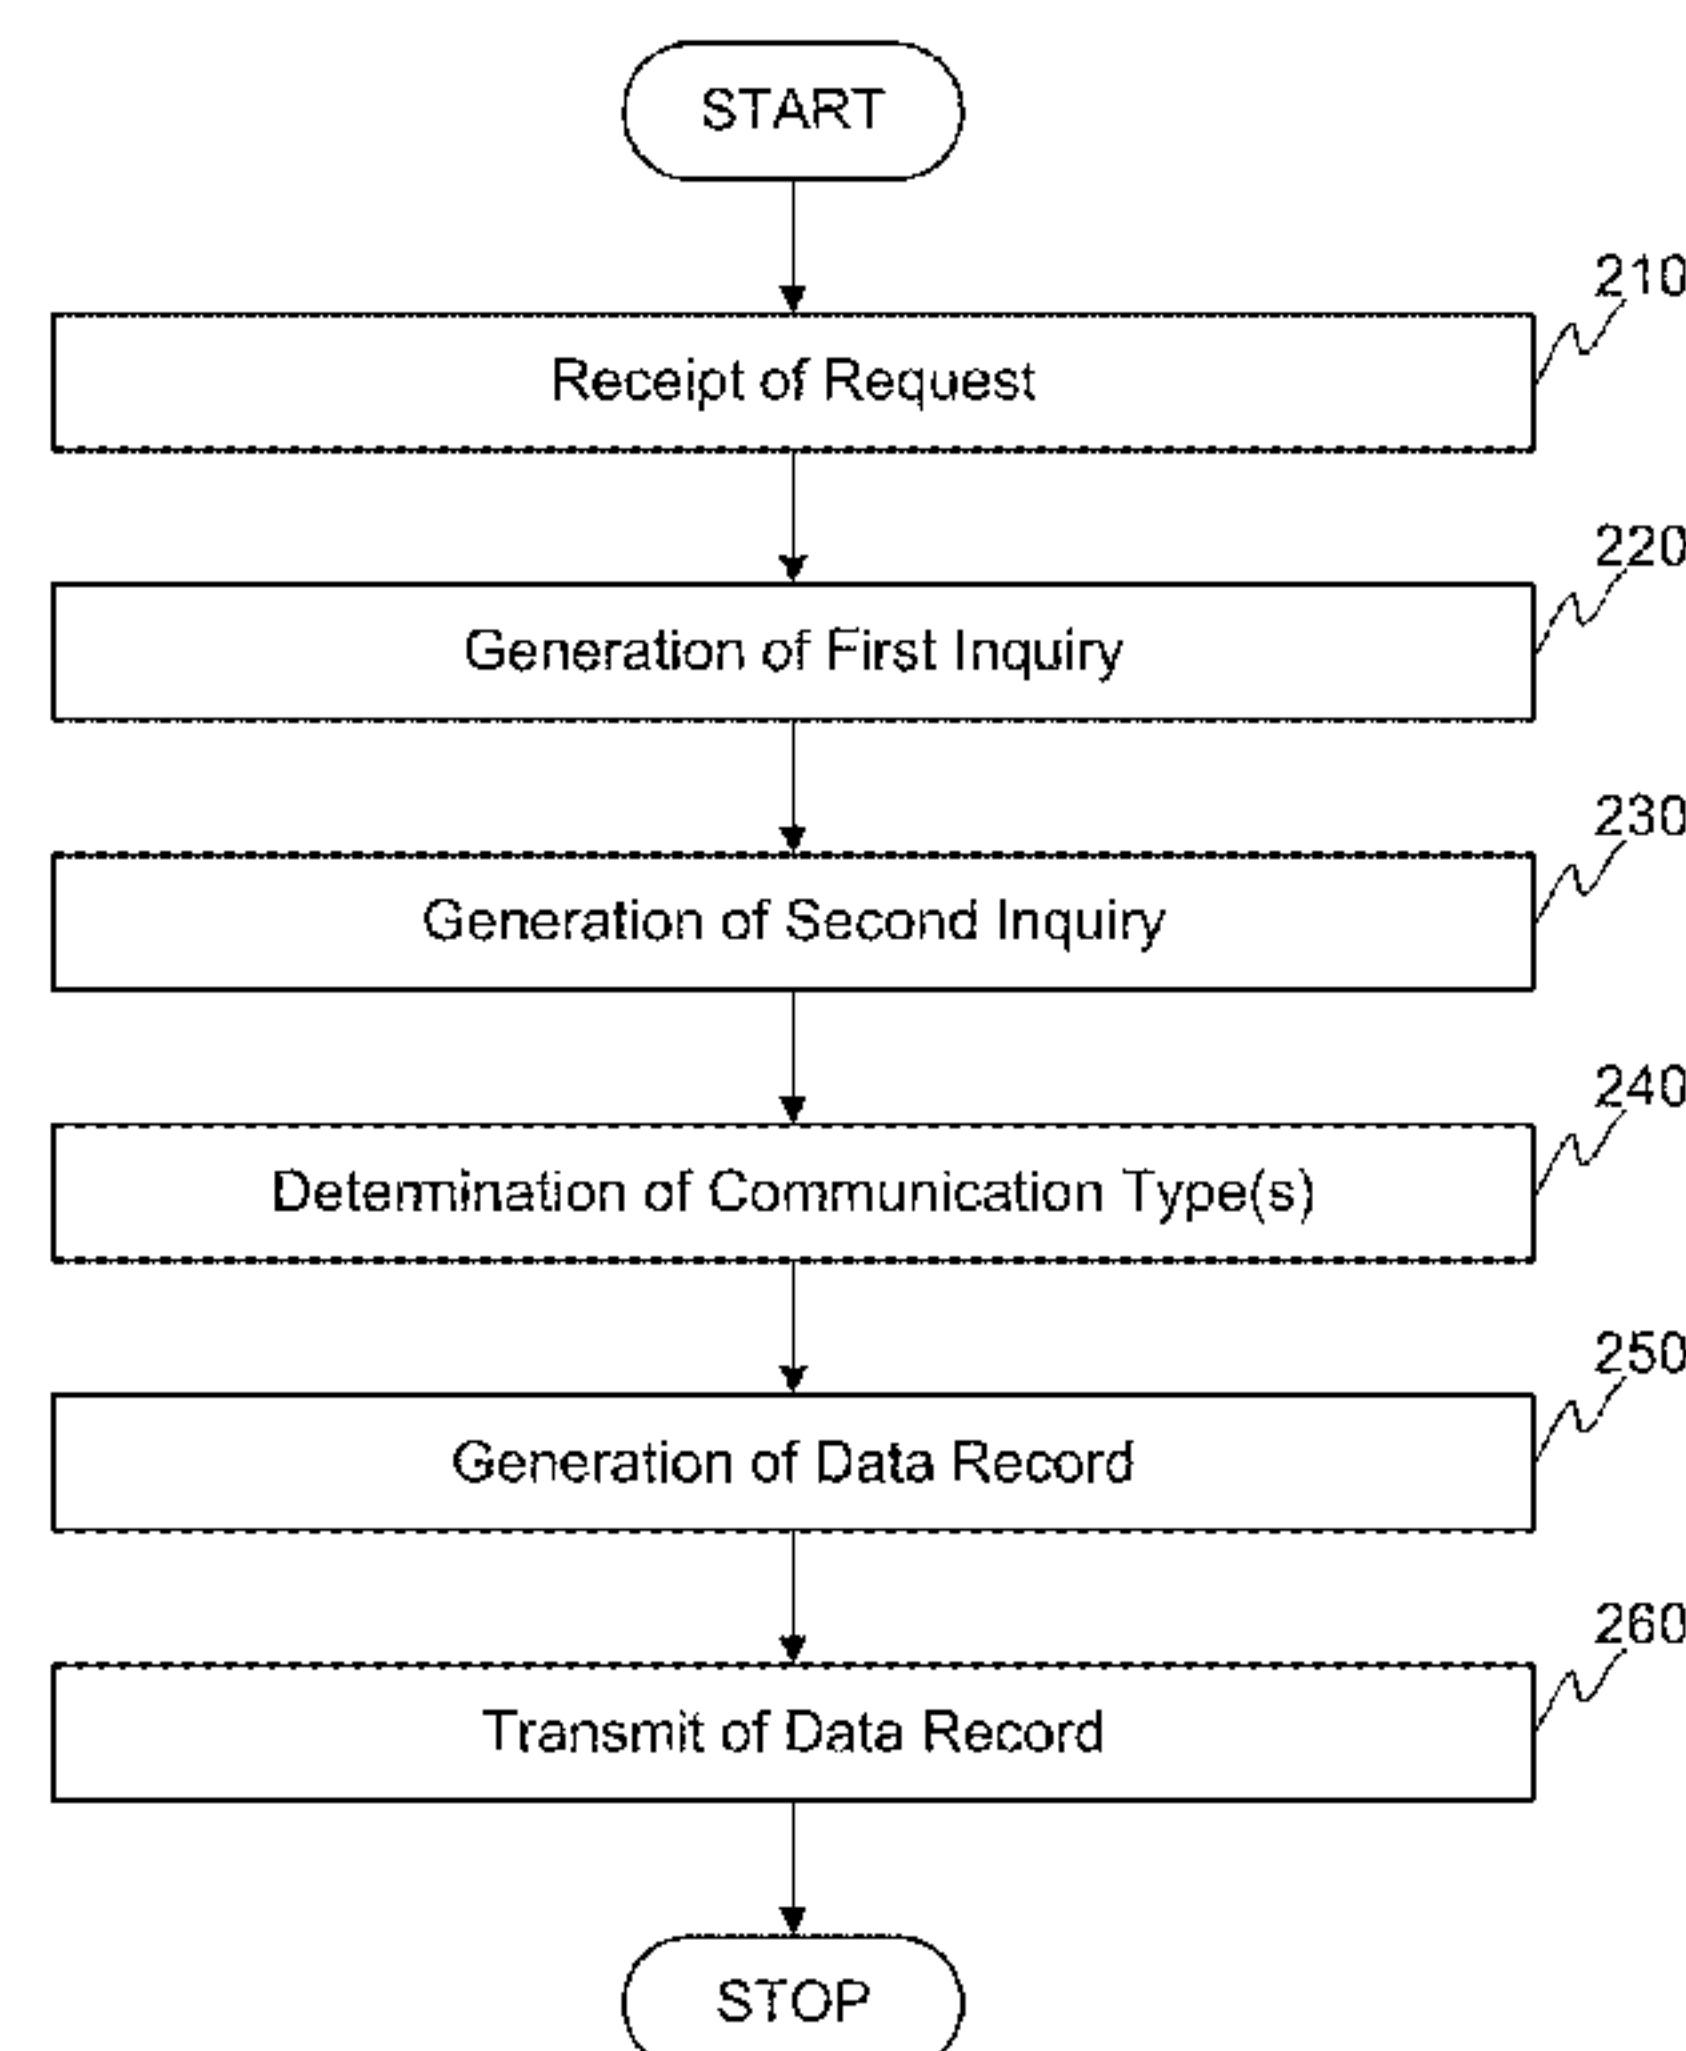 START
210
Receipt of Request
220
Generation of First Inquiry
230
Generation of Second Inquiry
240
Determination of Communication Type(s)
250
Generation of Data Record
260
Transmit of Data Record
STOP